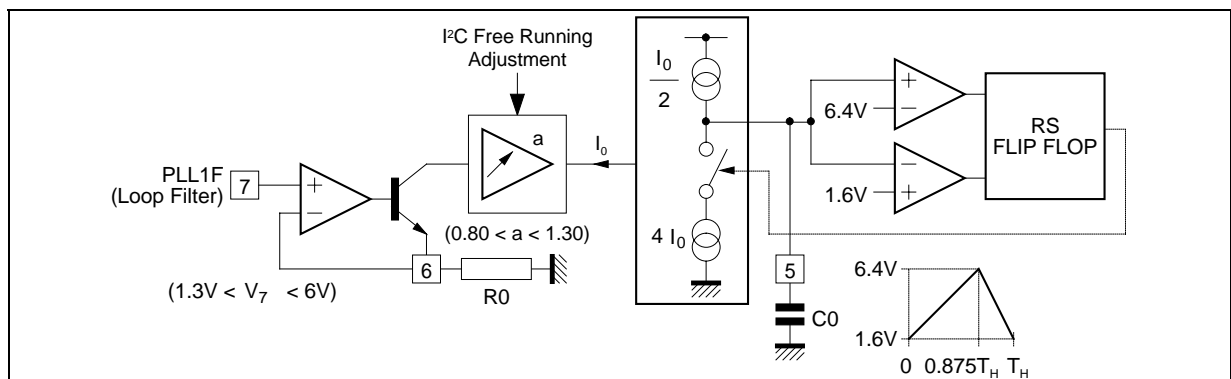 I²C Free Running
Adjustment
I0
2
a
I0
6.4V
+
−
RS
FLIP FLOP
PLL1F
(Loop Filter)
7
+
−
−
+
1.6V
(0.80 < a < 1.30)
4 I0
6
R0
(1.3V < V7 < 6V)
5
C0
6.4V
1.6V
0 0.875TH TH